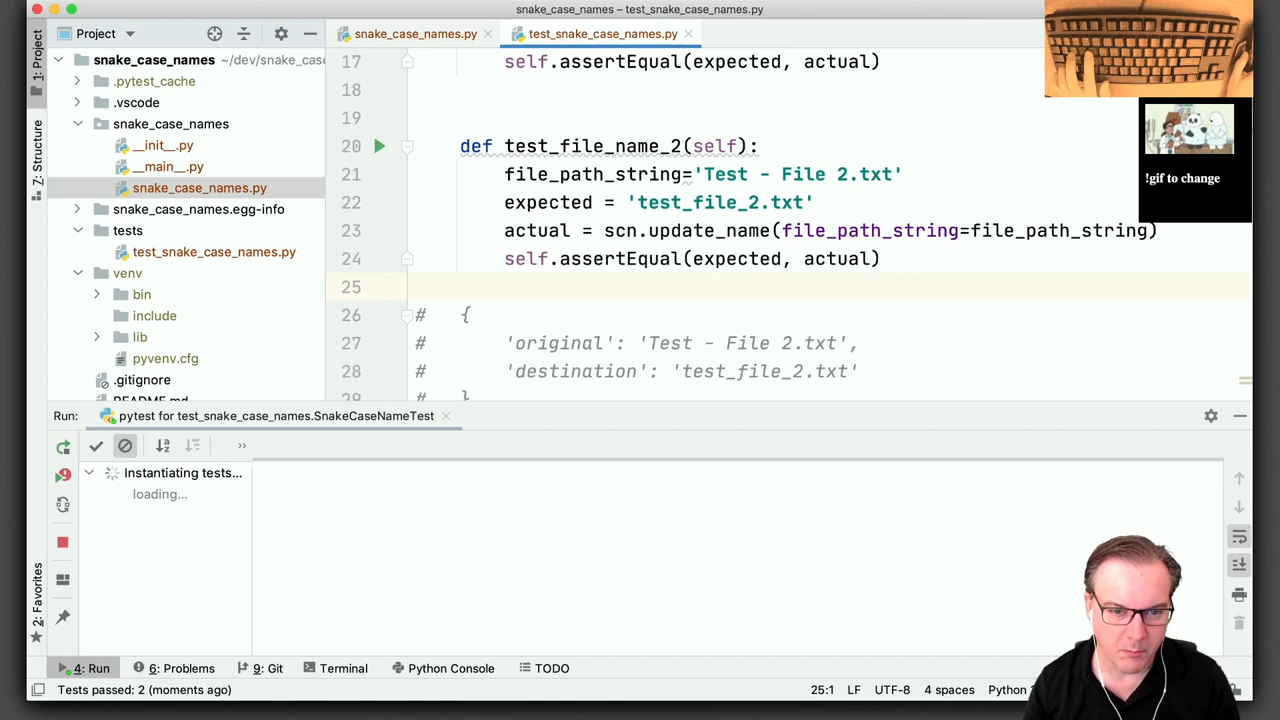 snake_case_names – test_snake_case_names.py
Project
snake_case_names.py
test_snake_case_names.py
1: Project
Z: Structure
2: Favorites
snake_case_names ~/dev/snake_cas
.pytest_cache
.vscode
snake_case_names
__init__.py
__main__.py
snake_case_names.py
snake_case_names.egg-info
tests
test_snake_case_names.py
venv
bin
include
lib
pyvenv.cfg
.gitignore
README.md
17 self.assertEqual(expected, actual)
18
19
20 def test_file_name_2(self):
21 file_path_string='Test - File 2.txt'
22 expected = 'test_file_2.txt'
23 actual = scn.update_name(file_path_string=file_path_string)
24 self.assertEqual(expected, actual)
25
26 # {
27 # 'original': 'Test - File 2.txt',
28 # 'destination': 'test_file_2.txt'
29 # }
!gif to change
Run: pytest for test_snake_case_names.SnakeCaseNameTest
Instantiating tests...
loading...
4: Run
6: Problems
9: Git
Terminal
Python Console
TODO
Tests passed: 2 (moments ago)
25:1 LF UTF-8 4 spaces Python